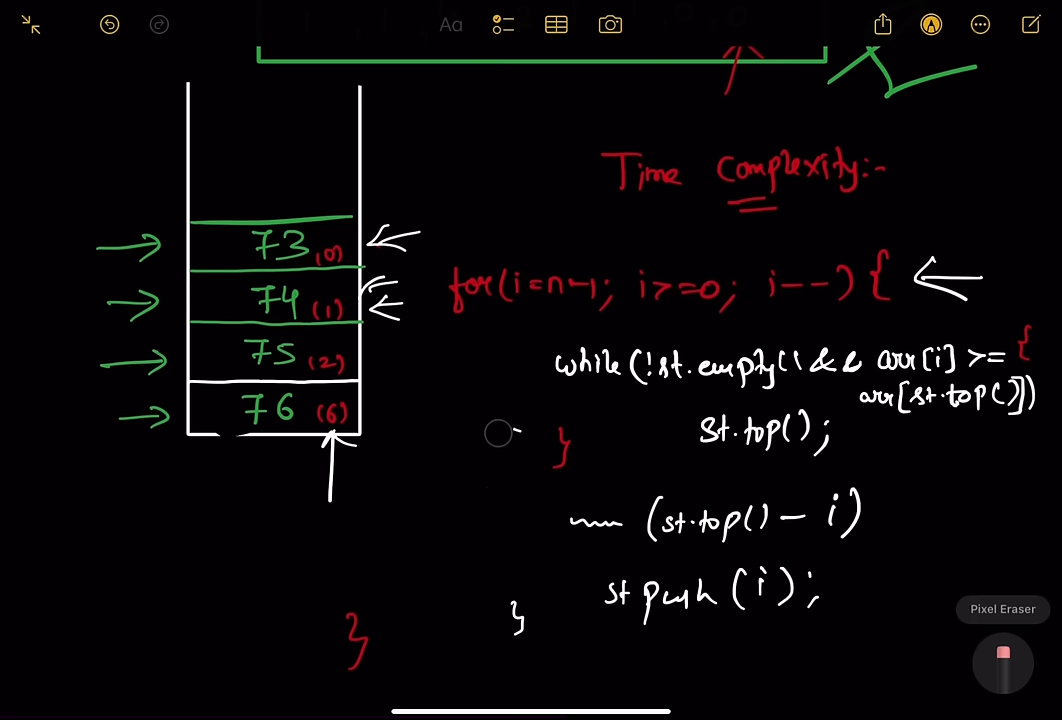 Aa
Time Complexity:-
73 (0)
74 (1)
75 (2)
76 (6)
for(i=n-1; i>=0; i--) {
while(!st.empty() && arr[i] >= {
arr[st.top()])
st.top();
}
(st.top() - i)
st push(i);
}
}
Pixel Eraser